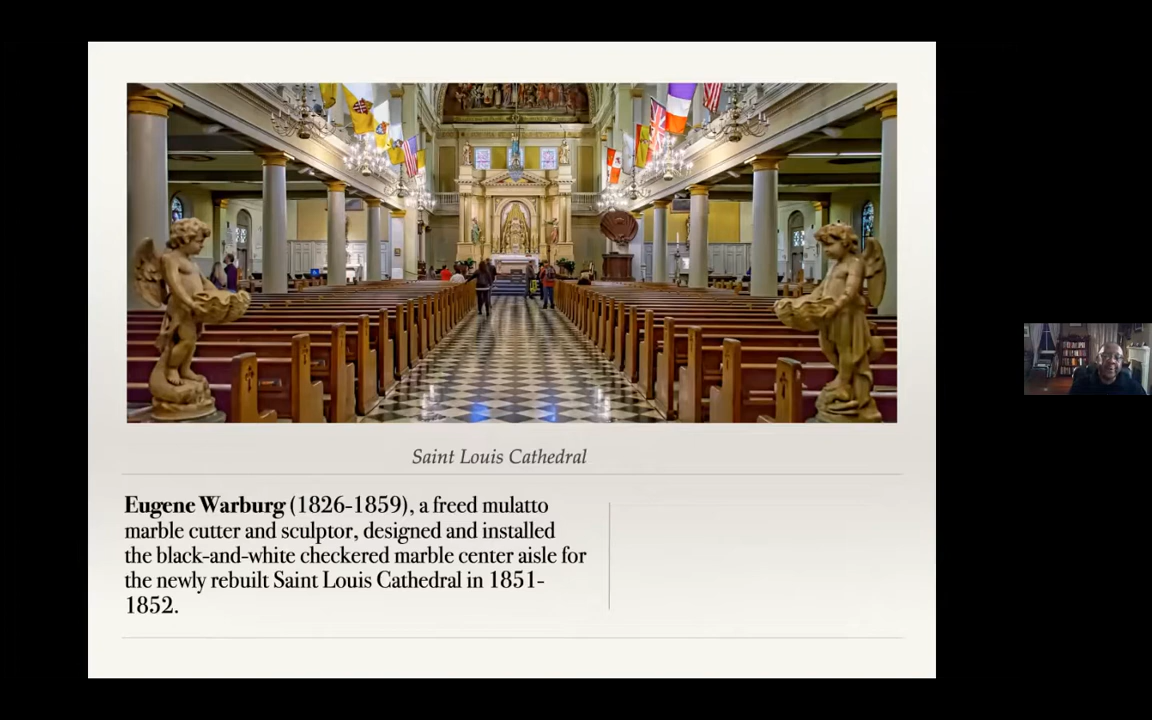 Saint Louis Cathedral
Eugene Warburg (1826-1859), a freed mulatto
marble cutter and sculptor, designed and installed
the black-and-white checkered marble center aisle for
the newly rebuilt Saint Louis Cathedral in 1851-
1852.